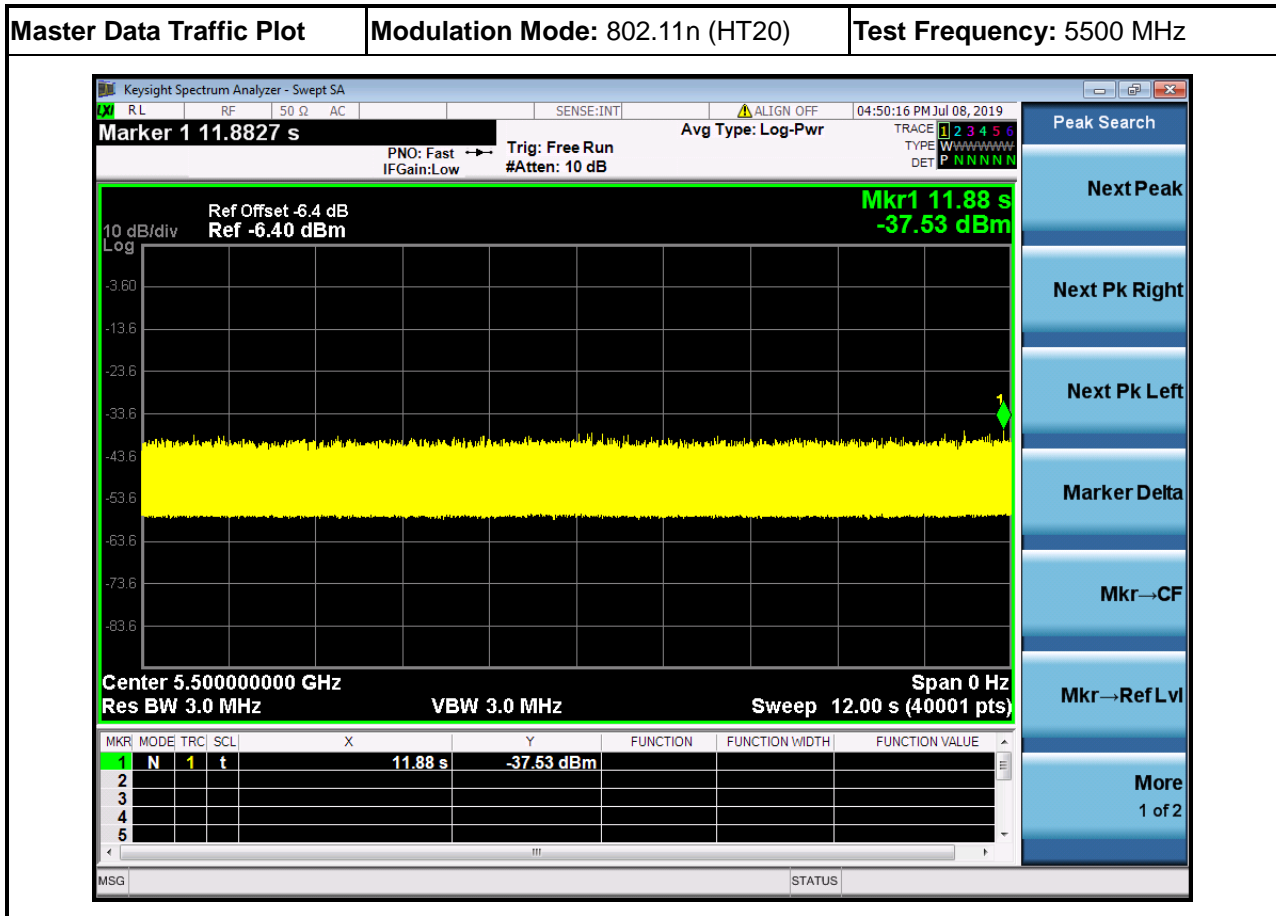 Master Data Traffic Plot Modulation Mode: 802.11n (HT20) Test Frequency: 5500 MHz
Keysight Spectrum Analyzer - Swept SA
LXI RL RF 50 Ω AC SENSE:INT ALIGN OFF 04:50:16 PM Jul 08, 2019
Marker 1 11.8827 s
PNO: Fast
IFGain:Low
Trig: Free Run
#Atten: 10 dB
Avg Type: Log-Pwr
TRACE 1 2 3 4 5 6
TYPE WWWWWW
DET P N N N N N
Peak Search
Next Peak
Next Pk Right
Next Pk Left
Marker Delta
Mkr→CF
Mkr→Ref Lvl
More
1 of 2
Mkr1 11.88 s
-37.53 dBm
Ref Offset -6.4 dB
10 dB/div Ref -6.40 dBm
Log
-3.60
-13.6
-23.6
-33.6
-43.6
-53.6
-63.6
-73.6
-83.6
1
Center 5.500000000 GHz Span 0 Hz
Res BW 3.0 MHz VBW 3.0 MHz Sweep 12.00 s (40001 pts)
MKR MODE TRC SCL X Y FUNCTION FUNCTION WIDTH FUNCTION VALUE
1 N 1 t 11.88 s -37.53 dBm
2
3
4
5
MSG STATUS